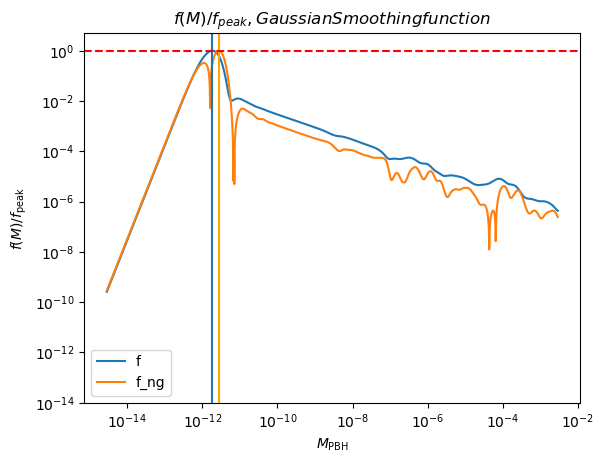 f(M)/f_peak, GaussianSmoothingfunction
10^0
10^−2
10^−4
10^−6
10^−8
10^−10
10^−12
10^−14
f(M)/f_peak
f
f_ng
10^−14 10^−12 10^−10 10^−8 10^−6 10^−4 10^−2
M_PBH